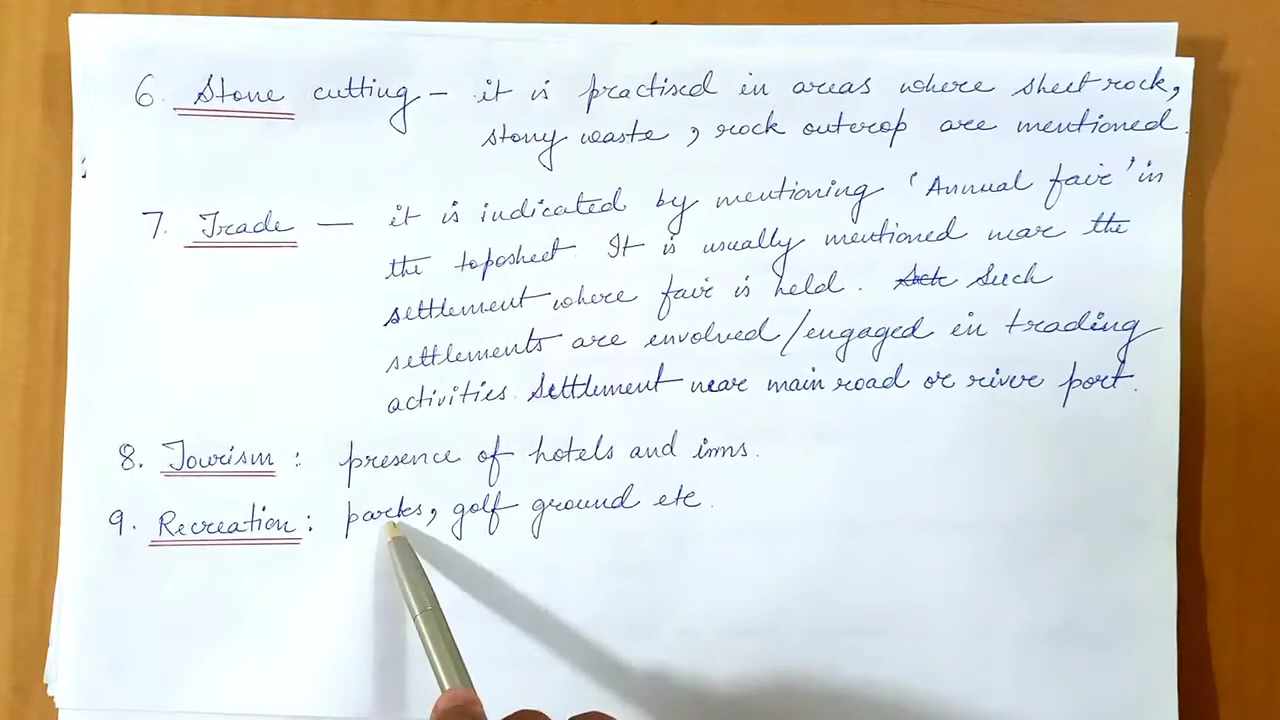 6. Stone cutting - it is practised in areas where sheet rock,
stony waste, rock outcrop are mentioned.
7. Trade — it is indicated by mentioning 'Annual fair' in
the toposheet. It is usually mentioned near the
settlement where fair is held. Such
settlements are involved/engaged in trading
activities. Settlement near main road or river port.
8. Tourism : presence of hotels and inns.
9. Recreation : parks, golf ground etc.